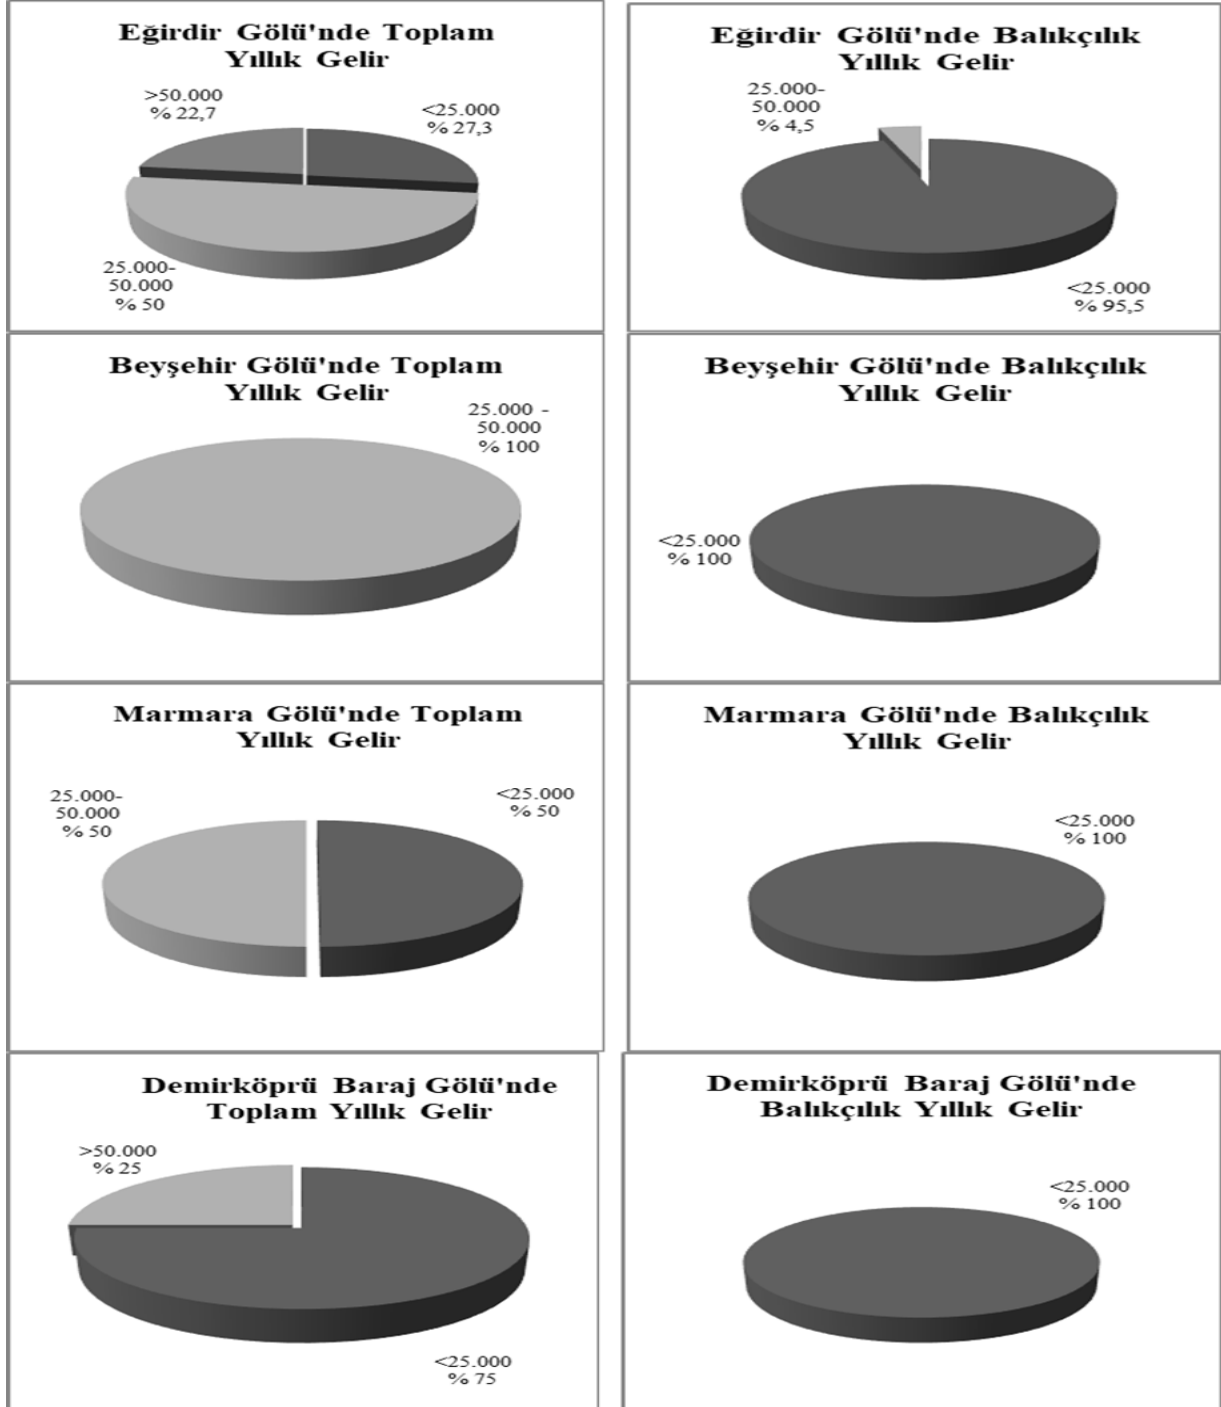 Eğirdir Gölü'nde Toplam
Yıllık Gelir
>50.000
% 22,7
<25.000
% 27,3
25.000-
50.000
% 50
Eğirdir Gölü'nde Balıkçılık
Yıllık Gelir
25.000-
50.000
% 4,5
<25.000
% 95,5
Beyşehir Gölü'nde Toplam
Yıllık Gelir
25.000 -
50.000
% 100
Beyşehir Gölü'nde Balıkçılık
Yıllık Gelir
<25.000
% 100
Marmara Gölü'nde Toplam
Yıllık Gelir
25.000-
50.000
% 50
<25.000
% 50
Marmara Gölü'nde Balıkçılık
Yıllık Gelir
<25.000
% 100
Demirköprü Baraj Gölü'nde
Toplam Yıllık Gelir
>50.000
% 25
<25.000
% 75
Demirköprü Baraj Gölü'nde
Balıkçılık Yıllık Gelir
<25.000
% 100